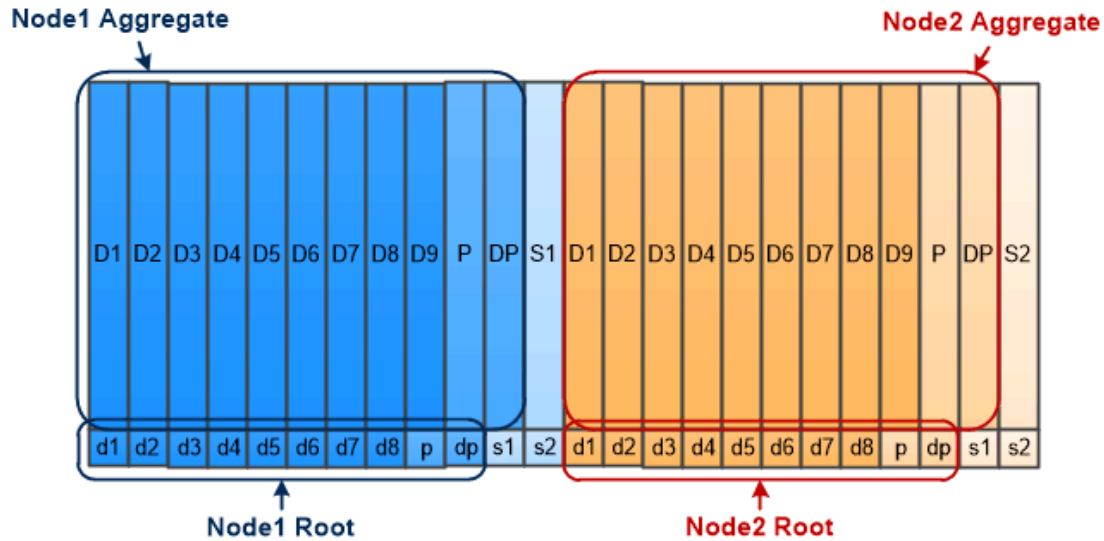 Node1 Aggregate
Node2 Aggregate
D1 D2 D3 D4 D5 D6 D7 D8 D9 P DP S1 D1 D2 D3 D4 D5 D6 D7 D8 D9 P DP S2
d1 d2 d3 d4 d5 d6 d7 d8 p dp s1 s2 d1 d2 d3 d4 d5 d6 d7 d8 p dp s1 s2
Node1 Root
Node2 Root